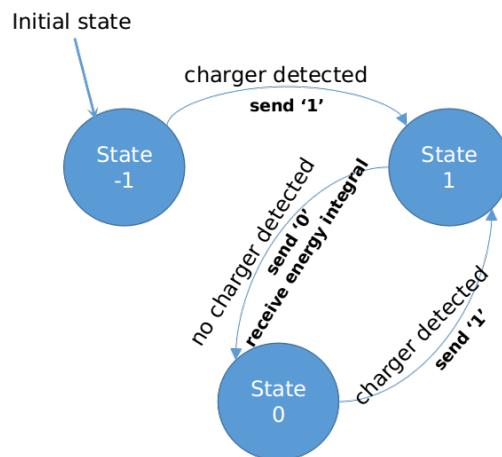 Initial state
charger detected
send ‘1’
State
-1
State
1
no charger detected
send ‘0’
receive energy integral
charger detected
send ‘1’
State
0